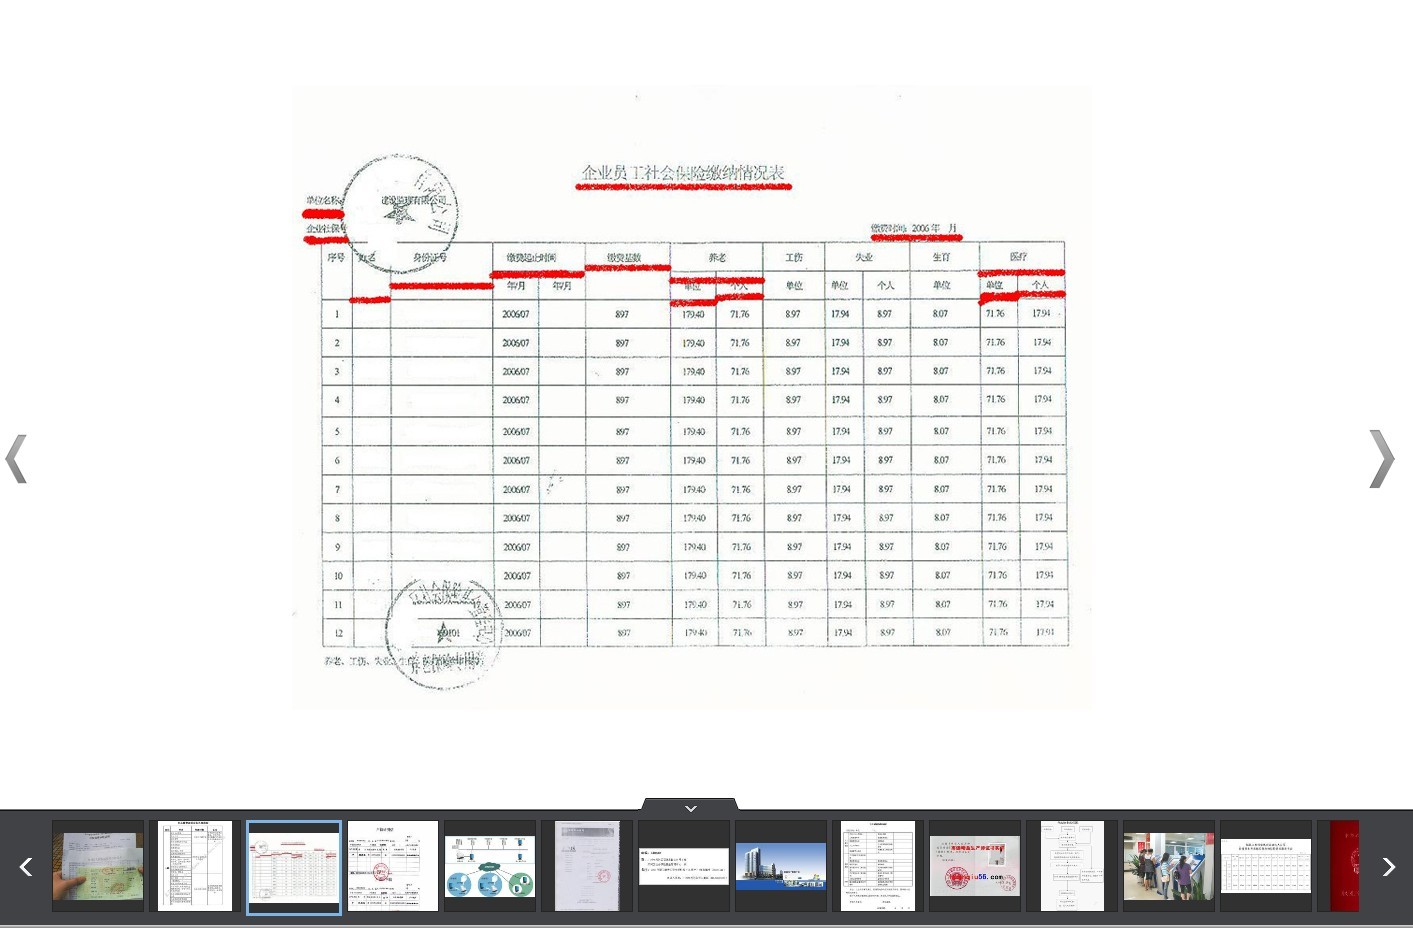 企业员工社会保险缴纳情况表
单位名称: 建设监理有限公司
企业社保号
缴费时间: 2006 年 月
序号 姓名 身份证号 缴费起止时间 缴费基数 养老 工伤 失业 生育 医疗
年/月 年/月 单位 个人 单位 单位 个人 单位 单位 个人
1 2006/07 897 179.40 71.76 8.97 17.94 8.97 8.07 71.76 17.94
2 2006/07 897 179.40 71.76 8.97 17.94 8.97 8.07 71.76 17.94
3 2006/07 897 179.40 71.76 8.97 17.94 8.97 8.07 71.76 17.94
4 2006/07 897 179.40 71.76 8.97 17.94 8.97 8.07 71.76 17.94
5 2006/07 897 179.40 71.76 8.97 17.94 8.97 8.07 71.76 17.94
6 2006/07 897 179.40 71.76 8.97 17.94 8.97 8.07 71.76 17.94
7 2006/07 897 179.40 71.76 8.97 17.94 8.97 8.07 71.76 17.94
8 2006/07 897 179.40 71.76 8.97 17.94 8.97 8.07 71.76 17.94
9 2006/07 897 179.40 71.76 8.97 17.94 8.97 8.07 71.76 17.94
10 2006/07 897 179.40 71.76 8.97 17.94 8.97 8.07 71.76 17.94
11 2006/07 897 179.40 71.76 8.97 17.94 8.97 8.07 71.76 17.94
12 2006/07 897 179.40 71.76 8.97 17.94 8.97 8.07 71.76 17.94
养老、工伤、失业、生育